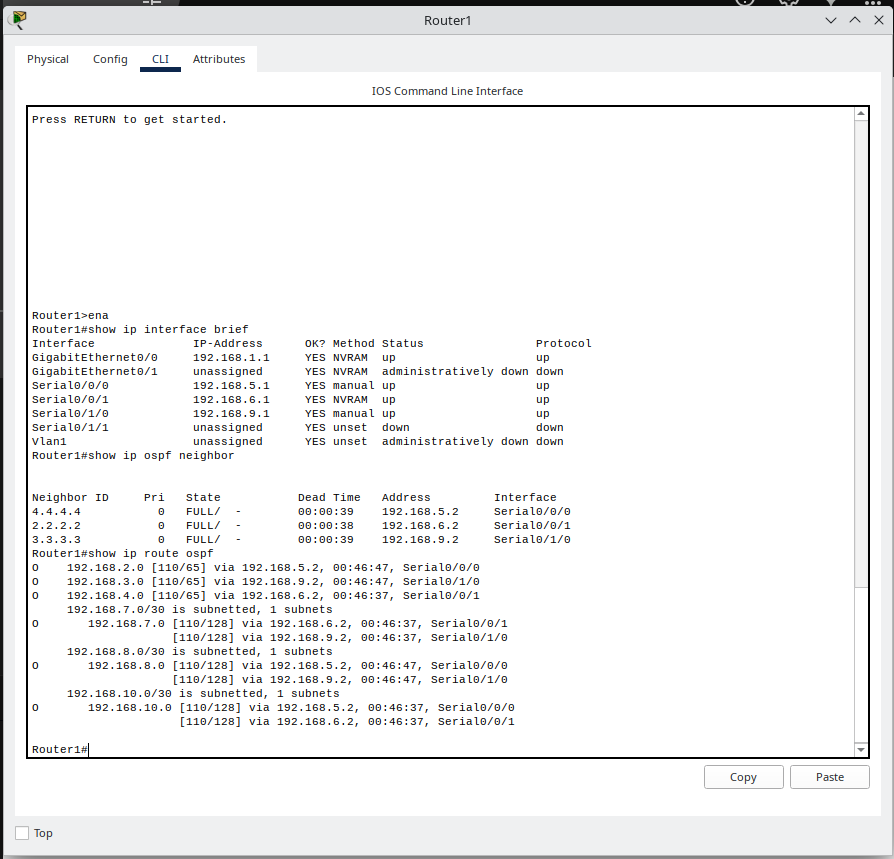 Router1
Physical Config CLI Attributes
IOS Command Line Interface
Press RETURN to get started.
Router1>ena
Router1#show ip interface brief
Interface              IP-Address      OK? Method Status                Protocol
GigabitEthernet0/0     192.168.1.1     YES NVRAM  up                    up
GigabitEthernet0/1     unassigned      YES NVRAM  administratively down down
Serial0/0/0            192.168.5.1     YES manual up                    up
Serial0/0/1            192.168.6.1     YES NVRAM  up                    up
Serial0/1/0            192.168.9.1     YES manual up                    up
Serial0/1/1            unassigned      YES unset  down                  down
Vlan1                  unassigned      YES unset  administratively down down
Router1#show ip ospf neighbor
Neighbor ID     Pri   State           Dead Time   Address         Interface
4.4.4.4           0   FULL/  -        00:00:39    192.168.5.2     Serial0/0/0
2.2.2.2           0   FULL/  -        00:00:38    192.168.6.2     Serial0/0/1
3.3.3.3           0   FULL/  -        00:00:39    192.168.9.2     Serial0/1/0
Router1#show ip route ospf
O    192.168.2.0 [110/65] via 192.168.5.2, 00:46:47, Serial0/0/0
O    192.168.3.0 [110/65] via 192.168.9.2, 00:46:47, Serial0/1/0
O    192.168.4.0 [110/65] via 192.168.6.2, 00:46:37, Serial0/0/1
     192.168.7.0/30 is subnetted, 1 subnets
O       192.168.7.0 [110/128] via 192.168.6.2, 00:46:37, Serial0/0/1
                    [110/128] via 192.168.9.2, 00:46:37, Serial0/1/0
     192.168.8.0/30 is subnetted, 1 subnets
O       192.168.8.0 [110/128] via 192.168.5.2, 00:46:47, Serial0/0/0
                    [110/128] via 192.168.9.2, 00:46:47, Serial0/1/0
     192.168.10.0/30 is subnetted, 1 subnets
O       192.168.10.0 [110/128] via 192.168.5.2, 00:46:37, Serial0/0/0
                     [110/128] via 192.168.6.2, 00:46:37, Serial0/0/1
Router1#
Copy Paste
Top